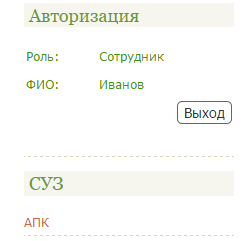 Авторизация
Роль: Сотрудник
ФИО: Иванов
Выход
СУЗ
АПК